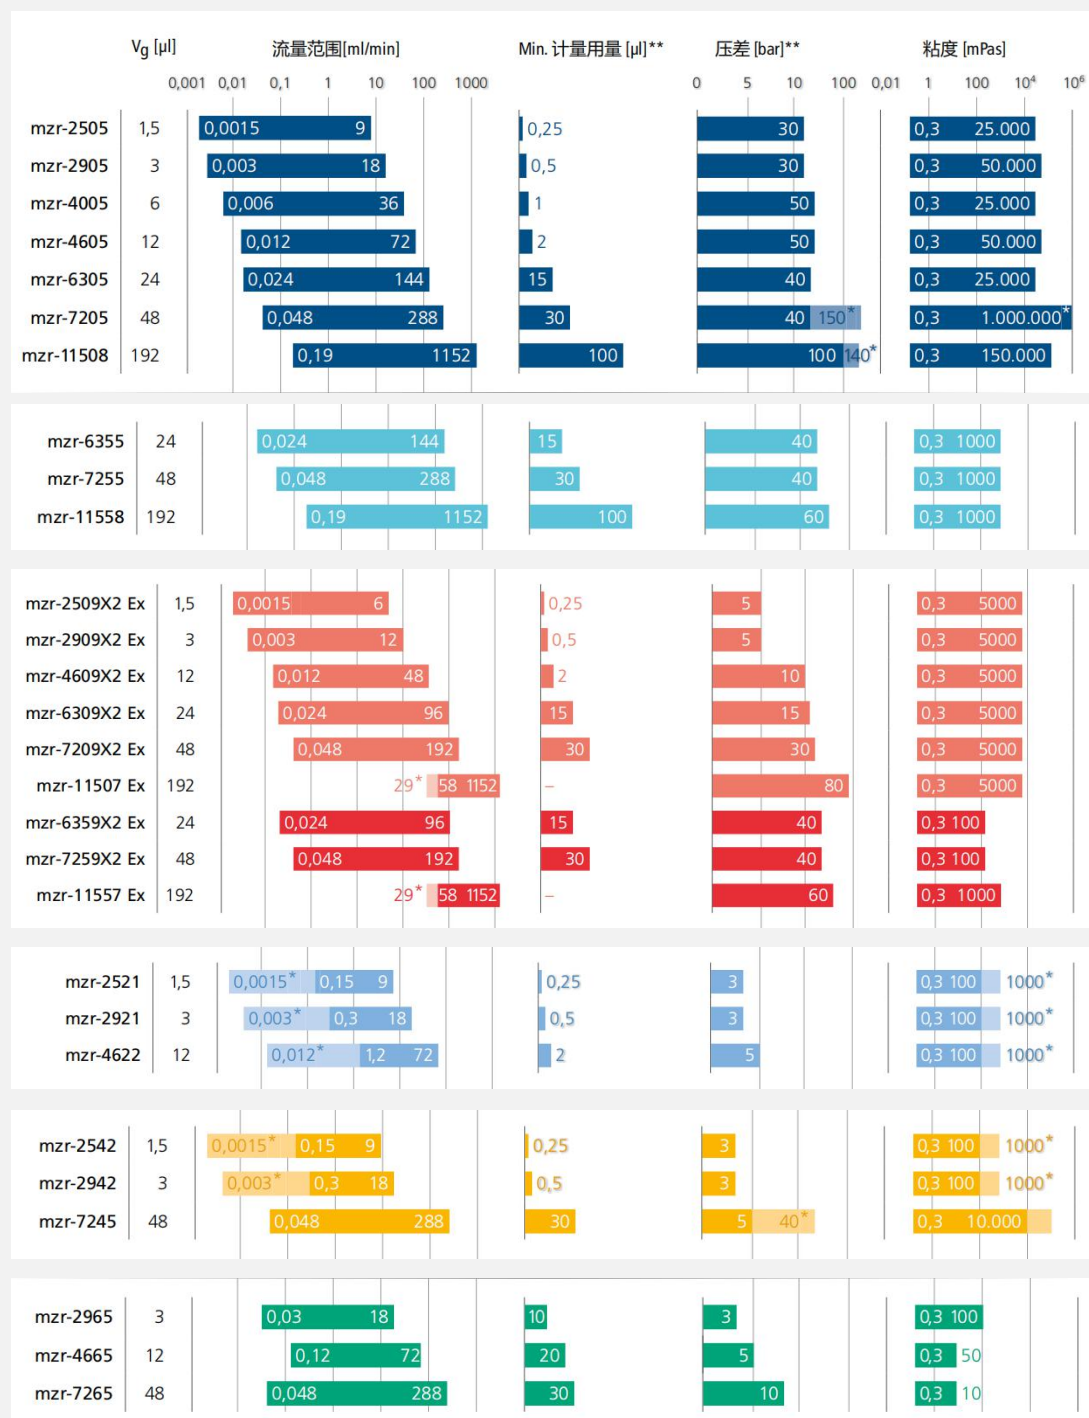 Vg [µl] 流量范围[ml/min] Min. 计量用量 [µl]** 压差 [bar]** 粘度 [mPas]
0,001 0,01 0,1 1 10 100 1000 0 5 10 100 0,01 1 100 10⁴ 10⁶
mzr-2505 1,5 0,0015 9 0,25 30 0,3 25.000
mzr-2905 3 0,003 18 0,5 30 0,3 50.000
mzr-4005 6 0,006 36 1 50 0,3 25.000
mzr-4605 12 0,012 72 2 50 0,3 50.000
mzr-6305 24 0,024 144 15 40 0,3 25.000
mzr-7205 48 0,048 288 30 40 150* 0,3 1.000.000*
mzr-11508 192 0,19 1152 100 100 140* 0,3 150.000
mzr-6355 24 0,024 144 15 40 0,3 1000
mzr-7255 48 0,048 288 30 40 0,3 1000
mzr-11558 192 0,19 1152 100 60 0,3 1000
mzr-2509X2 Ex 1,5 0,0015 6 0,25 5 0,3 5000
mzr-2909X2 Ex 3 0,003 12 0,5 5 0,3 5000
mzr-4609X2 Ex 12 0,012 48 2 10 0,3 5000
mzr-6309X2 Ex 24 0,024 96 15 15 0,3 5000
mzr-7209X2 Ex 48 0,048 192 30 30 0,3 5000
mzr-11507 Ex 192 29* 58 1152 – 80 0,3 5000
mzr-6359X2 Ex 24 0,024 96 15 40 0,3 100
mzr-7259X2 Ex 48 0,048 192 30 40 0,3 100
mzr-11557 Ex 192 29* 58 1152 – 60 0,3 1000
mzr-2521 1,5 0,0015* 0,15 9 0,25 3 0,3 100 1000*
mzr-2921 3 0,003* 0,3 18 0,5 3 0,3 100 1000*
mzr-4622 12 0,012* 1,2 72 2 5 0,3 100 1000*
mzr-2542 1,5 0,0015* 0,15 9 0,25 3 0,3 100 1000*
mzr-2942 3 0,003* 0,3 18 0,5 3 0,3 100 1000*
mzr-7245 48 0,048 288 30 5 40* 0,3 10.000
mzr-2965 3 0,03 18 10 3 0,3 100
mzr-4665 12 0,12 72 20 5 0,3 50
mzr-7265 48 0,048 288 30 10 0,3 10